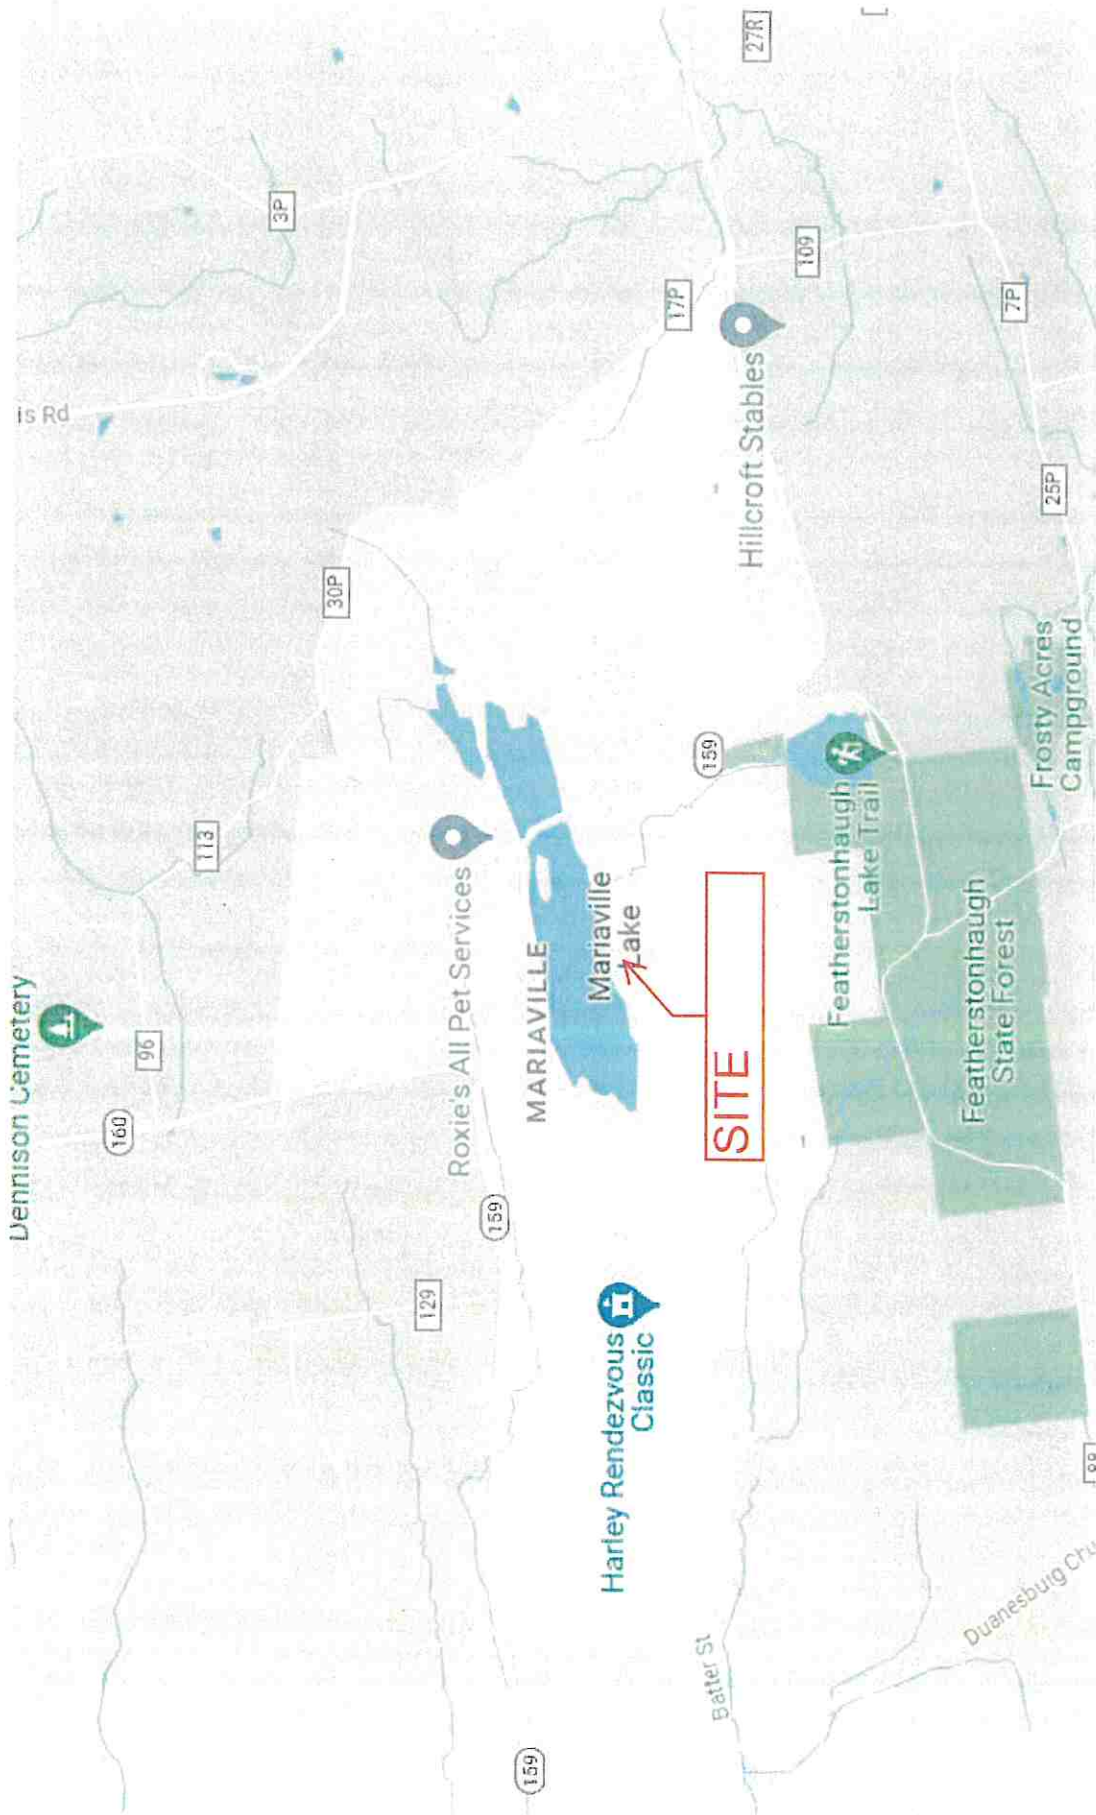 Dennison Cemetery
160
96
is Rd
113
3P
30P
129
Roxie's All Pet Services
159
MARIAVILLE
159
Harley Rendezvous
Classic
Mariaville
Lake
17P
27R
Batter St
SITE
159
Hillcroft Stables
109
Featherstonhaugh
Lake Trail
Featherstonhaugh
State Forest
7P
25P
Frosty Acres
Campground
Duanesburg Chu